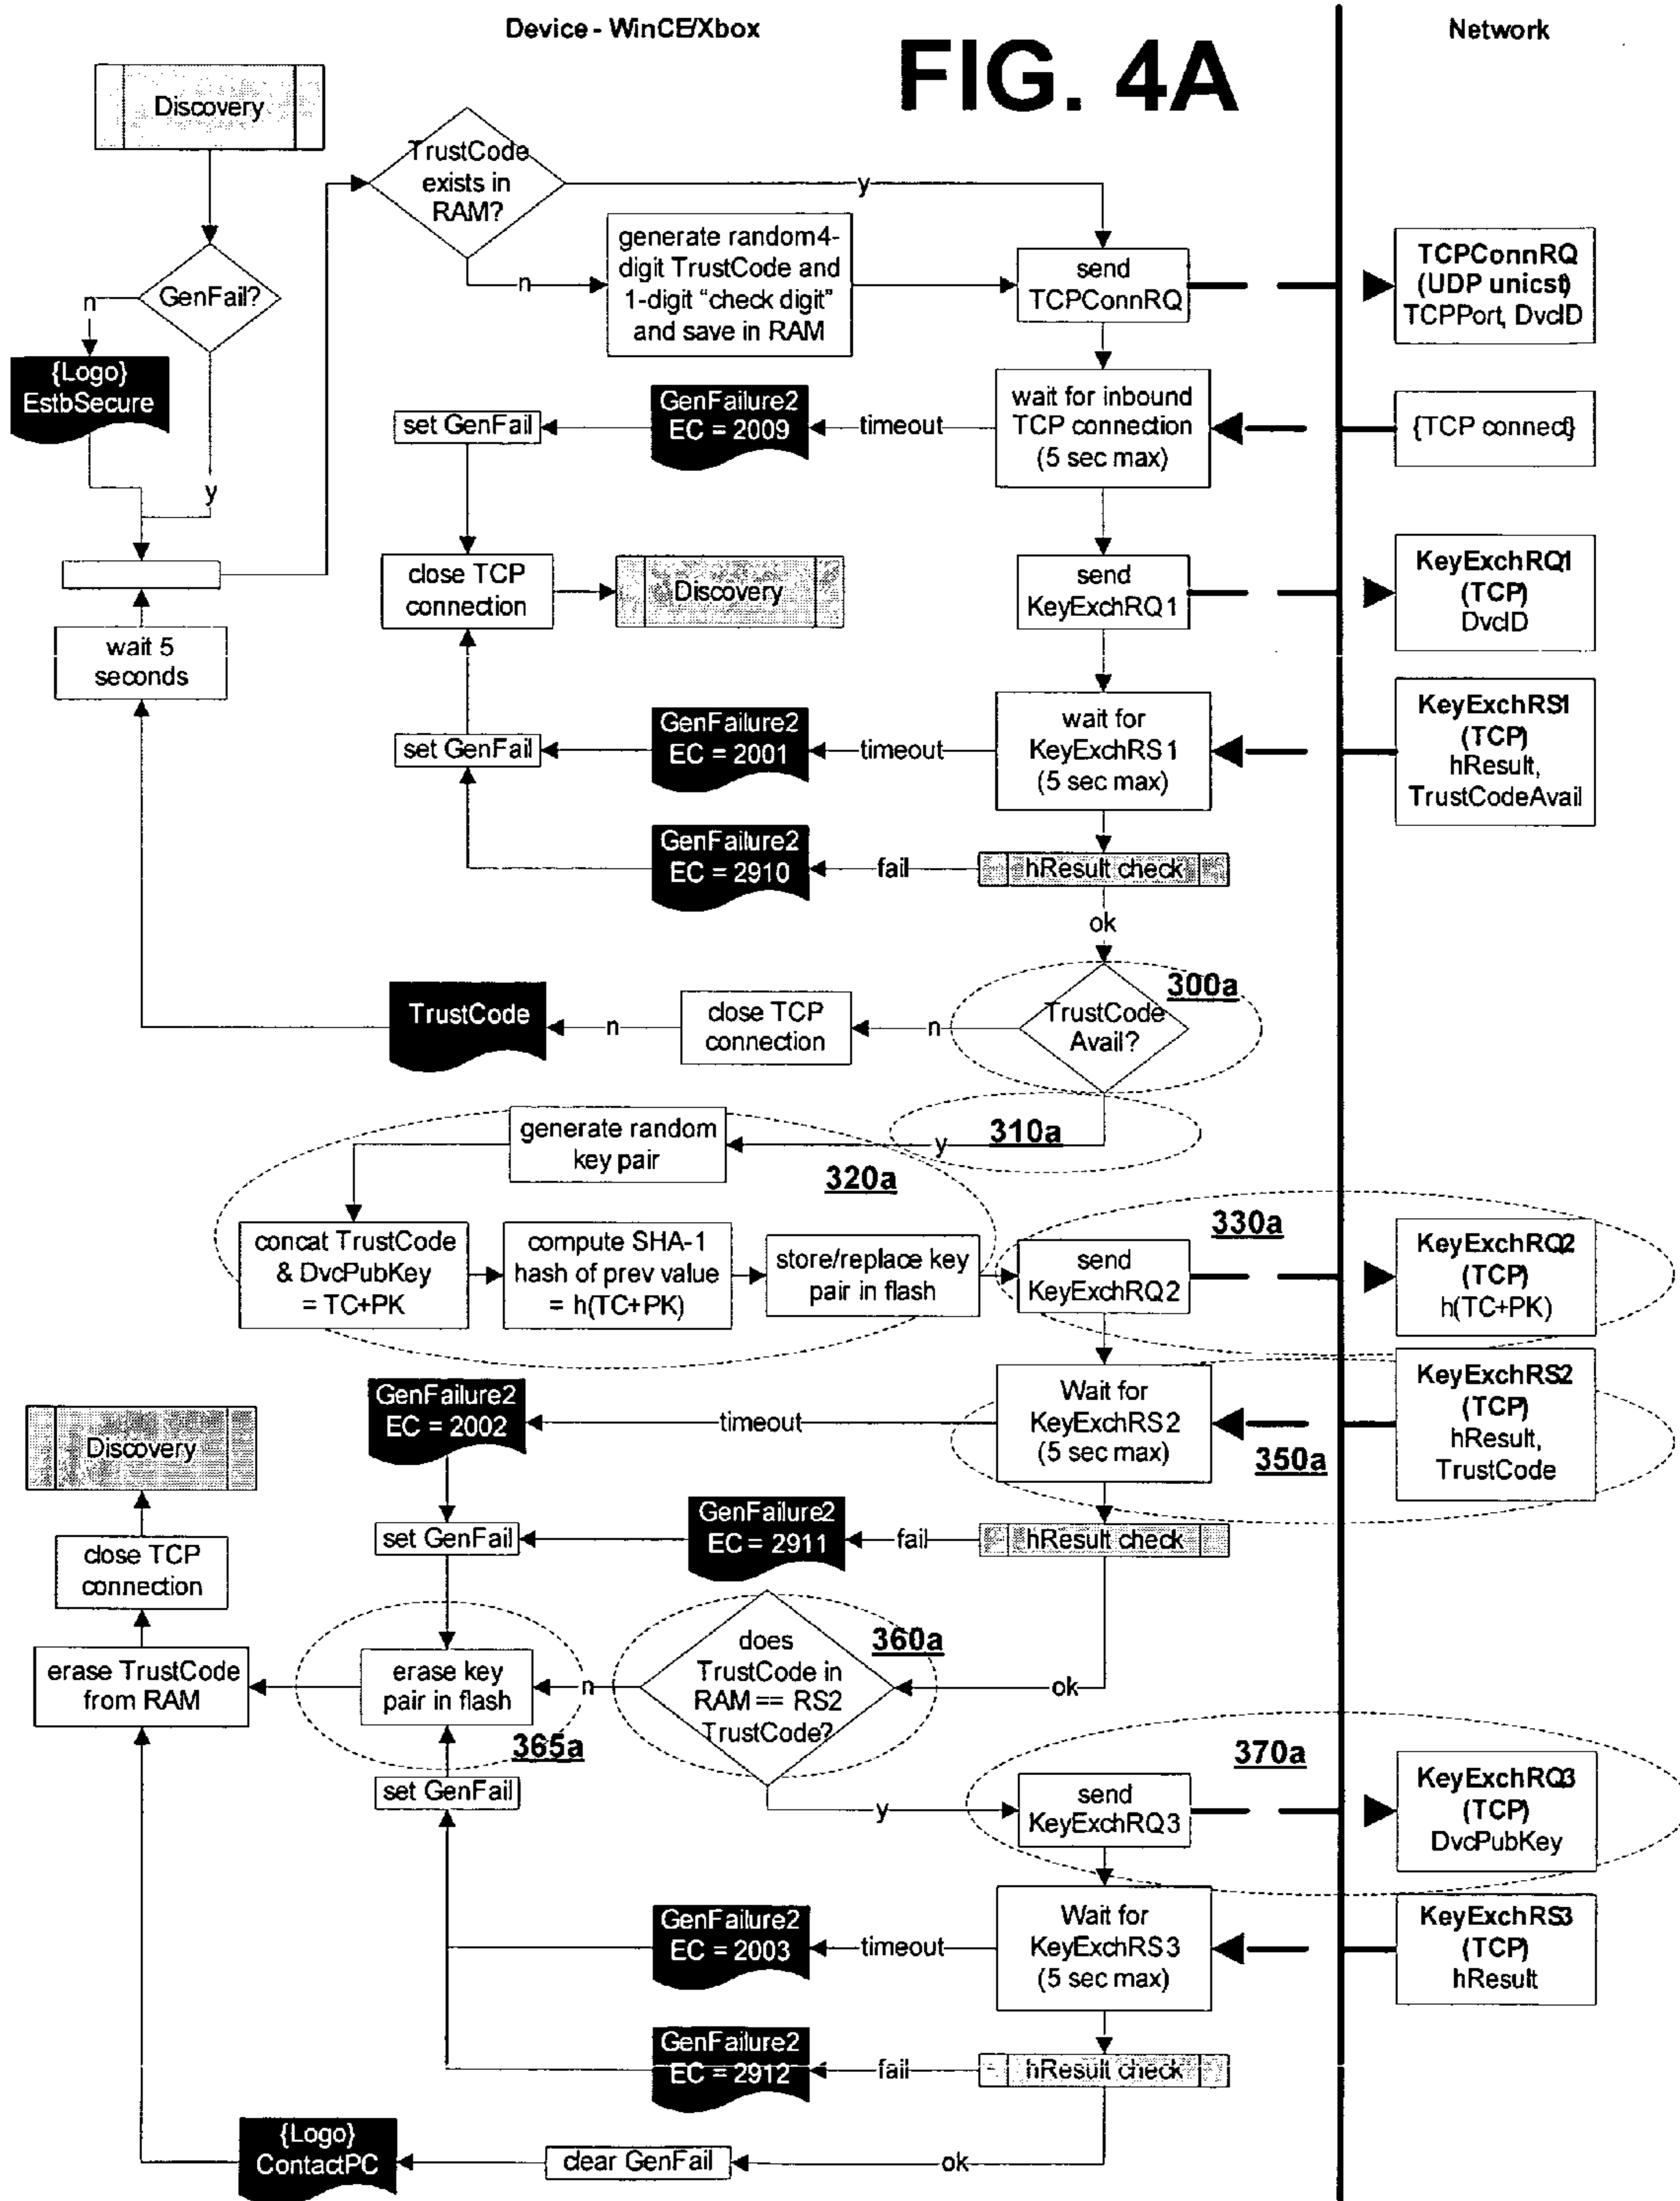 Device - WinCE/Xbox
FIG. 4A
Network
Discovery
TrustCode
exists in
RAM?
y
generate random 4-
digit TrustCode and
1-digit "check digit"
and save in RAM
n
send
TCPConnRQ
TCPConnRQ
(UDP unicst)
TCPPort, DvcID
GenFail?
n
y
{Logo}
EstbSecure
set GenFail
GenFailure2
EC = 2009
timeout
wait for inbound
TCP connection
(5 sec max)
{TCP connect}
close TCP
connection
Discovery
send
KeyExchRQ1
KeyExchRQ1
(TCP)
DvcID
wait 5
seconds
set GenFail
GenFailure2
EC = 2001
timeout
wait for
KeyExchRS1
(5 sec max)
KeyExchRS1
(TCP)
hResult,
TrustCodeAvail
GenFailure2
EC = 2910
fail
hResult check
ok
300a
TrustCode
Avail?
n
close TCP
connection
n
TrustCode
310a
y
generate random
key pair
320a
concat TrustCode
& DvcPubKey
= TC+PK
compute SHA-1
hash of prev value
= h(TC+PK)
store/replace key
pair in flash
330a
send
KeyExchRQ2
KeyExchRQ2
(TCP)
h(TC+PK)
GenFailure2
EC = 2002
timeout
Wait for
KeyExchRS2
(5 sec max)
350a
KeyExchRS2
(TCP)
hResult,
TrustCode
Discovery
close TCP
connection
set GenFail
GenFailure2
EC = 2911
fail
hResult check
erase TrustCode
from RAM
erase key
pair in flash
365a
n
does
TrustCode in
RAM == RS2
TrustCode?
360a
ok
set GenFail
y
send
KeyExchRQ3
370a
KeyExchRQ3
(TCP)
DvcPubKey
GenFailure2
EC = 2003
timeout
Wait for
KeyExchRS3
(5 sec max)
KeyExchRS3
(TCP)
hResult
GenFailure2
EC = 2912
fail
hResult check
{Logo}
ContactPC
clear GenFail
ok